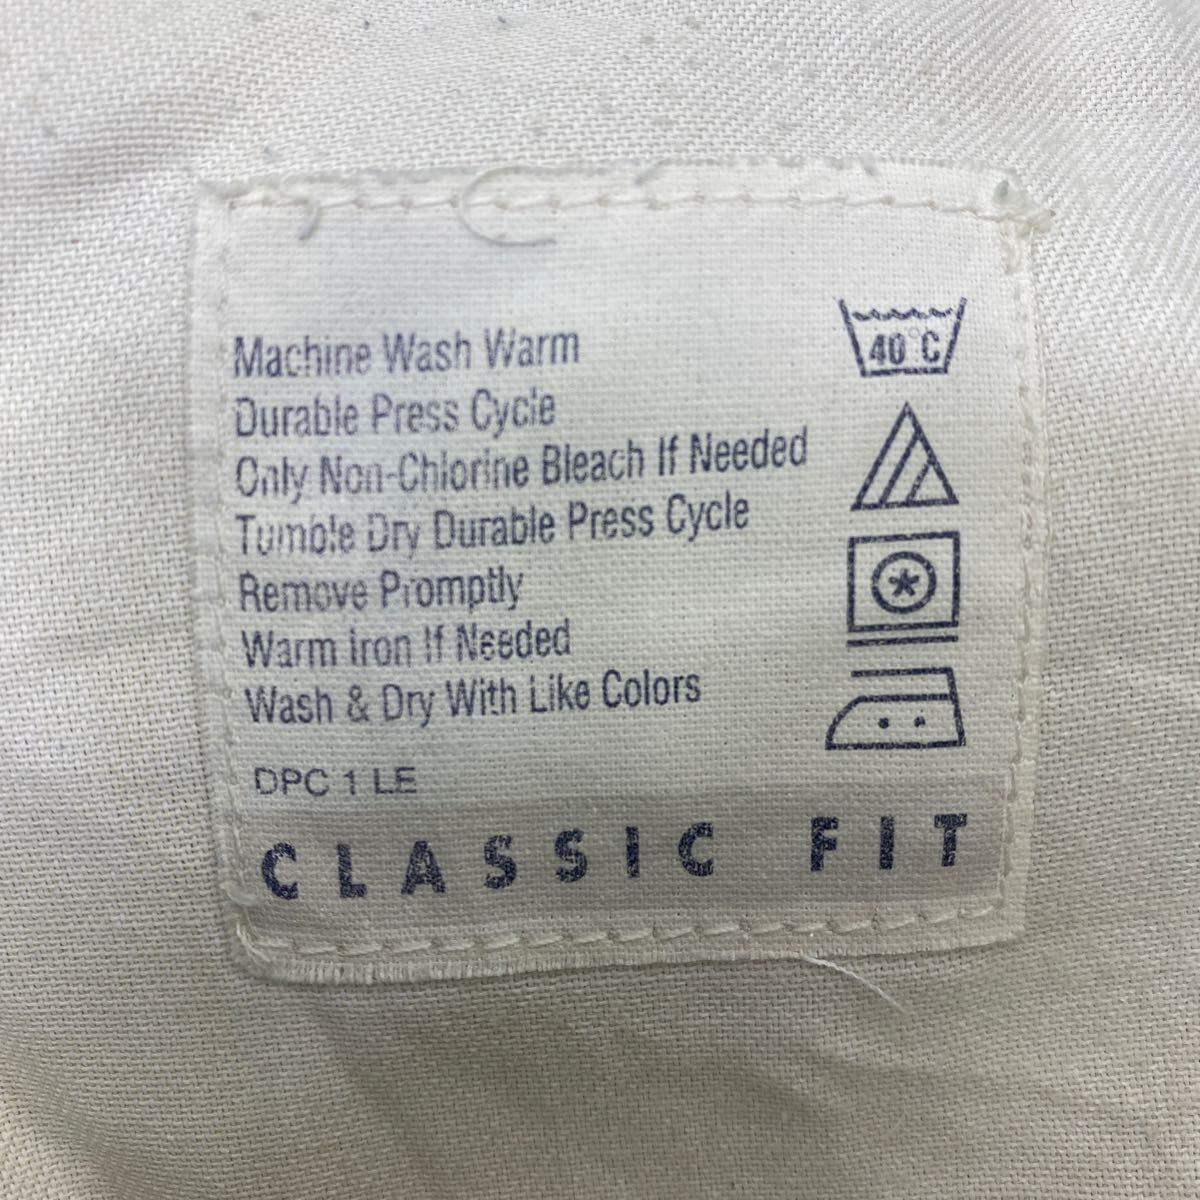 Machine Wash Warm
Durable Press Cycle
Only Non-Chlorine Bleach If Needed
Tumble Dry Durable Press Cycle
Remove Promptly
Warm Iron If Needed
Wash & Dry With Like Colors
DPC 1 LE
CLASSIC FIT
40°C